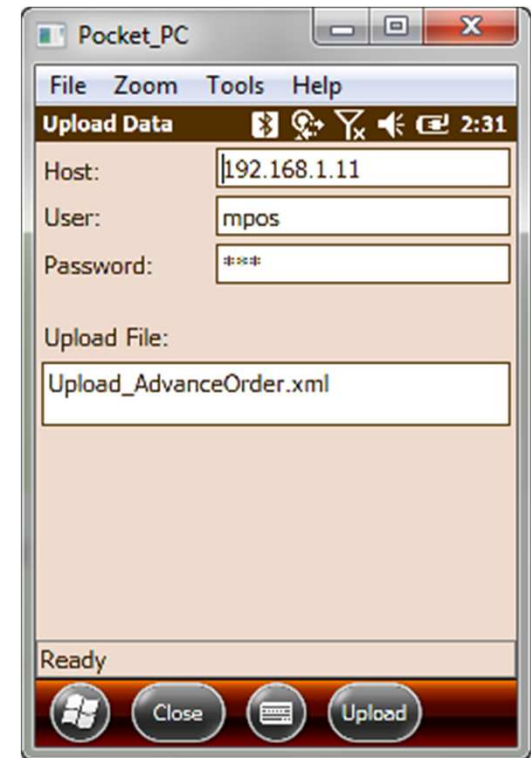 Pocket_PC
File Zoom Tools Help
Upload Data 2:31
Host: 192.168.1.11
User: mpos
Password: ***
Upload File:
Upload_AdvanceOrder.xml
Ready
Close Upload